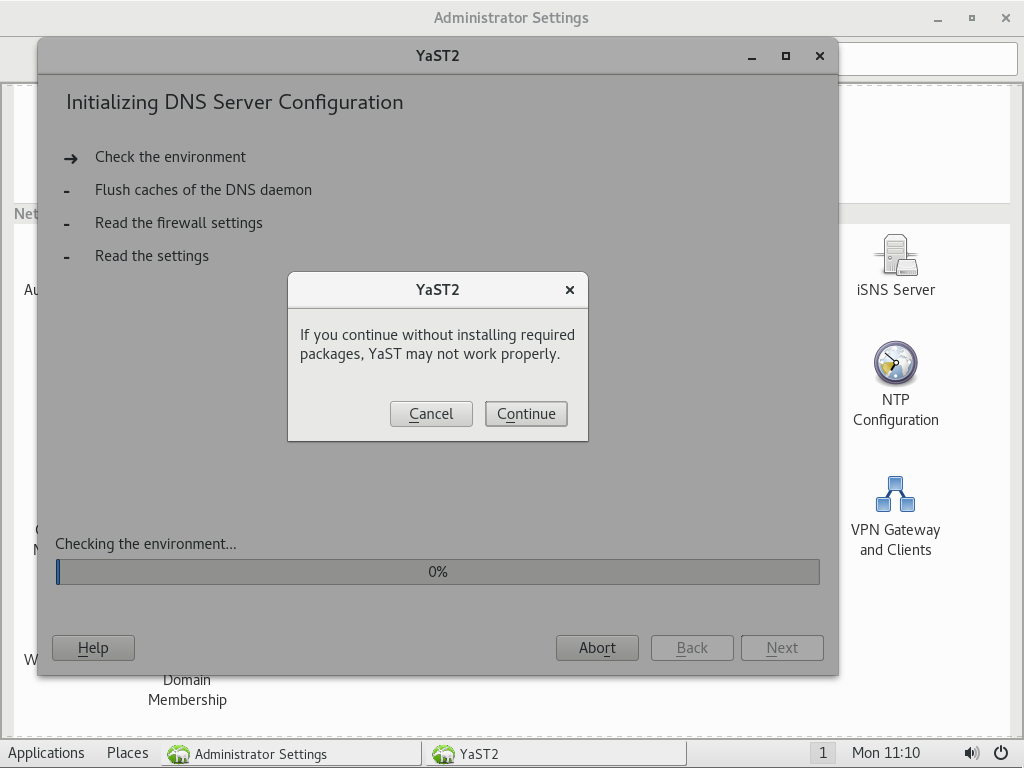 Administrator Settings
YaST2
Initializing DNS Server Configuration
Check the environment
Flush caches of the DNS daemon
Read the firewall settings
Read the settings
YaST2
If you continue without installing required
packages, YaST may not work properly.
Cancel
Continue
Checking the environment...
0%
Help
Abort
Back
Next
iSNS Server
NTP
Configuration
VPN Gateway
and Clients
Domain
Membership
Applications
Places
Administrator Settings
YaST2
1
Mon 11:10